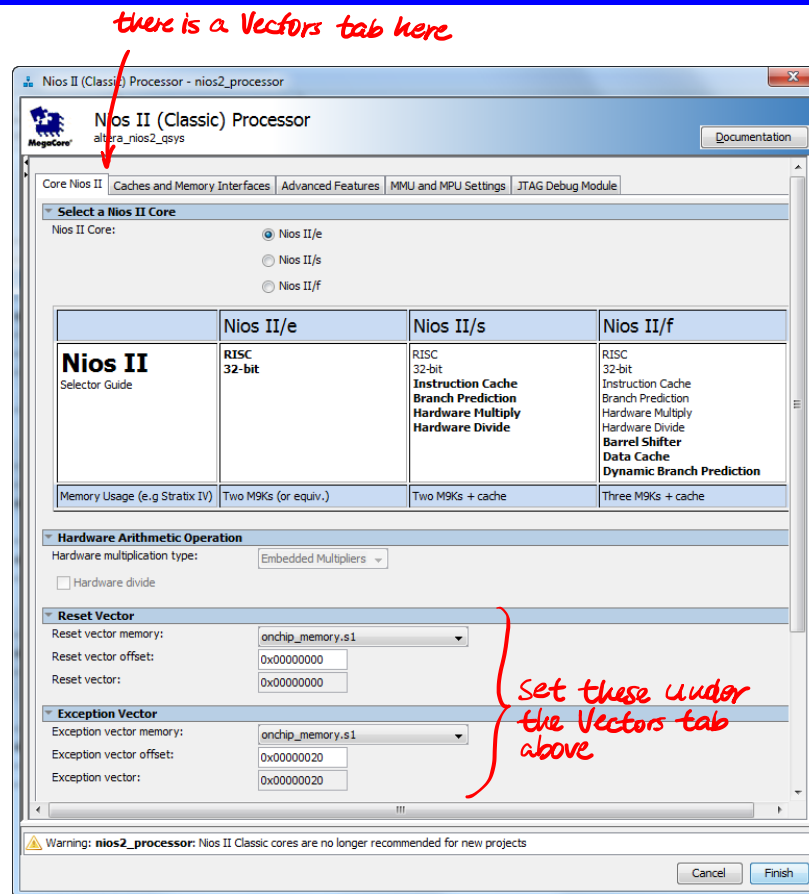 there is a Vectors tab here
Nios II (Classic) Processor - nios2_processor
Nios II (Classic) Processor
altera_nios2_qsys
MegaCore®
Documentation
Core Nios II Caches and Memory Interfaces Advanced Features MMU and MPU Settings JTAG Debug Module
Select a Nios II Core
Nios II Core:
Nios II/e
Nios II/s
Nios II/f
Nios II/e Nios II/s Nios II/f
Nios II
Selector Guide
RISC
32-bit
RISC
32-bit
Instruction Cache
Branch Prediction
Hardware Multiply
Hardware Divide
RISC
32-bit
Instruction Cache
Branch Prediction
Hardware Multiply
Hardware Divide
Barrel Shifter
Data Cache
Dynamic Branch Prediction
Memory Usage (e.g Stratix IV) Two M9Ks (or equiv.) Two M9Ks + cache Three M9Ks + cache
Hardware Arithmetic Operation
Hardware multiplication type: Embedded Multipliers
Hardware divide
Reset Vector
Reset vector memory: onchip_memory.s1
Reset vector offset: 0x00000000
Reset vector: 0x00000000
Exception Vector
Exception vector memory: onchip_memory.s1
Exception vector offset: 0x00000020
Exception vector: 0x00000020
Set these under
the Vectors tab
above
Warning: nios2_processor: Nios II Classic cores are no longer recommended for new projects
Cancel Finish